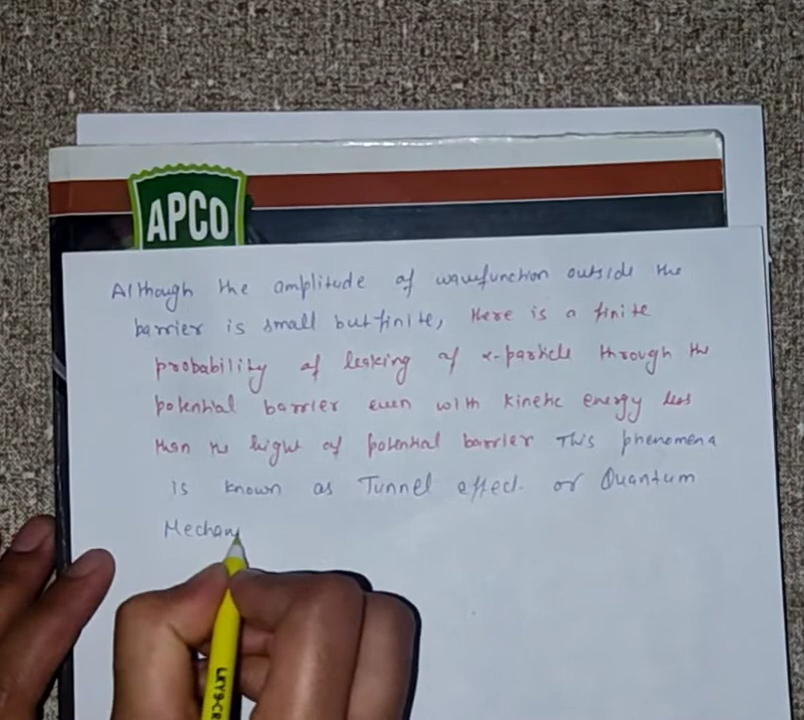 APCO
Although the amplitude of wavefunction outside the
barrier is small but finite, Here is a finite
probability of leaking of α-particle through the
potential barrier even with kinetic energy less
than the hight of potential barrier This phenomena
is known as Tunnel effect. or Quantum
Mechany